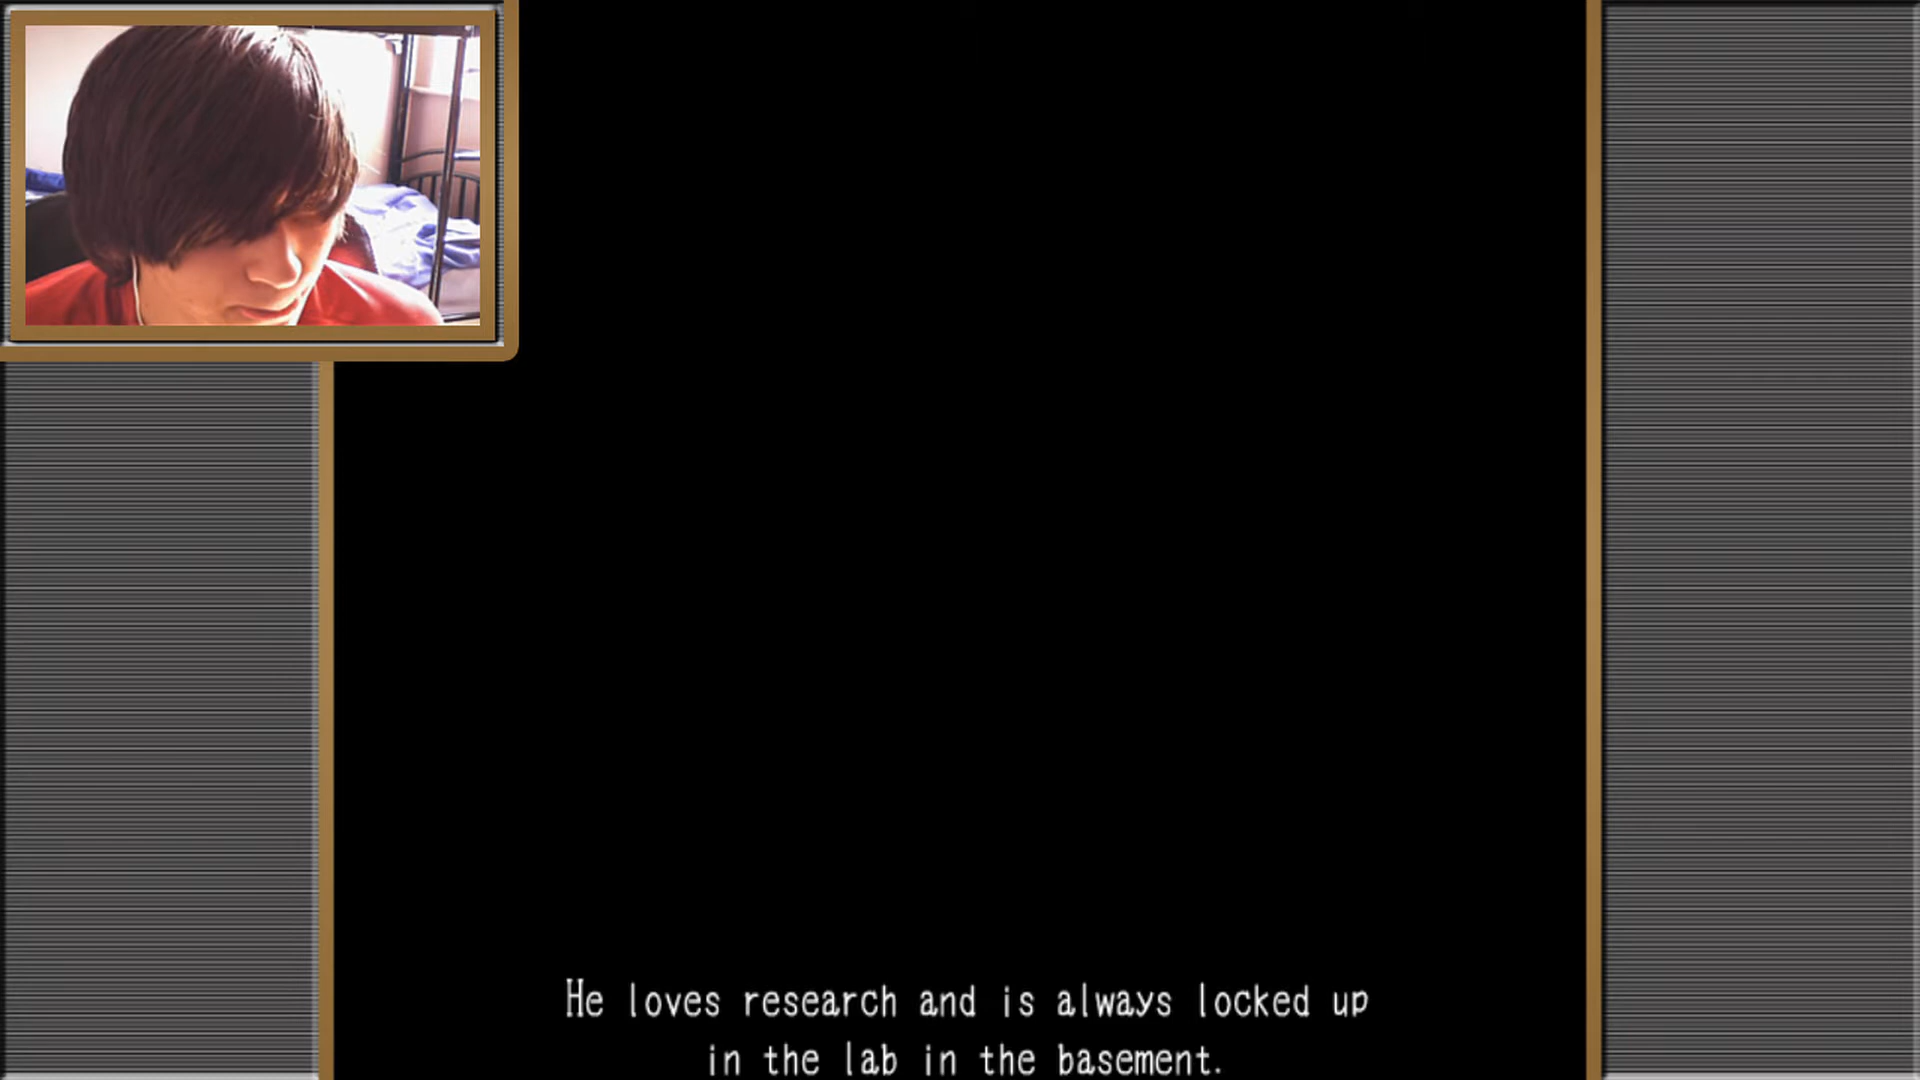 He loves research and is always locked up
in the lab in the basement.